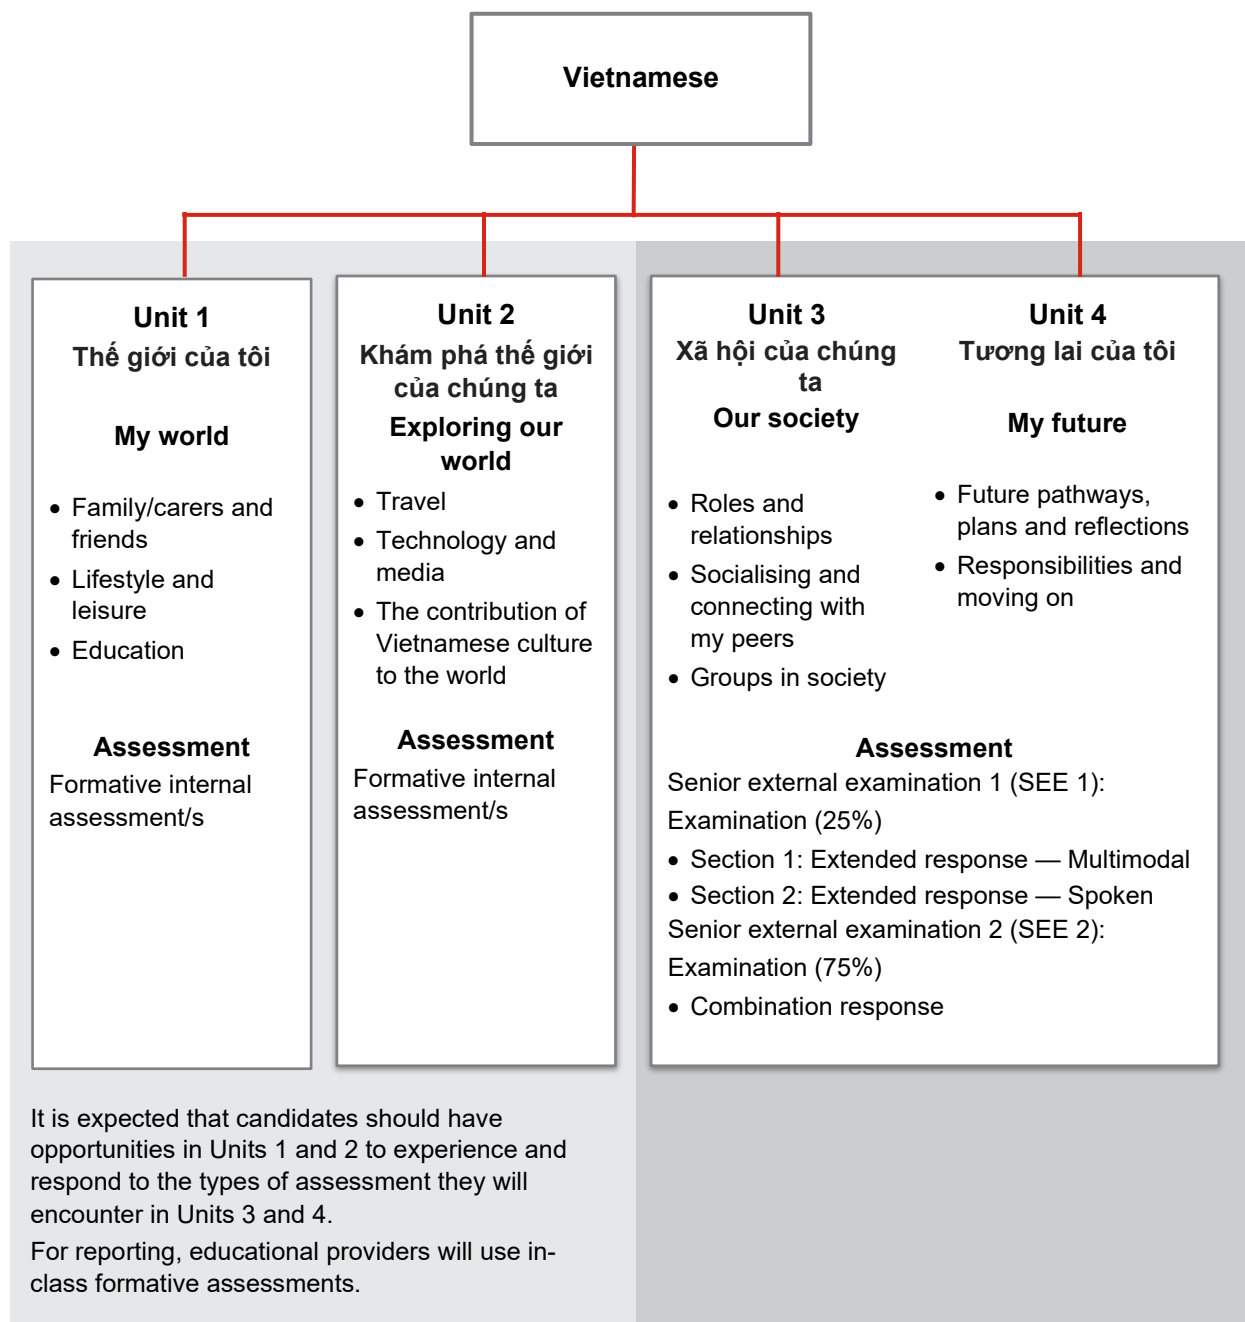 Vietnamese
Unit 1
Thế giới của tôi
My world
• Family/carers and
friends
• Lifestyle and
leisure
• Education
Assessment
Formative internal
assessment/s
Unit 2
Khám phá thế giới
của chúng ta
Exploring our
world
• Travel
• Technology and
media
• The contribution of
Vietnamese culture
to the world
Assessment
Formative internal
assessment/s
Unit 3
Xã hội của chúng
ta
Our society
• Roles and
relationships
• Socialising and
connecting with
my peers
• Groups in society
Unit 4
Tương lai của tôi
My future
• Future pathways,
plans and reflections
• Responsibilities and
moving on
Assessment
Senior external examination 1 (SEE 1):
Examination (25%)
• Section 1: Extended response — Multimodal
• Section 2: Extended response — Spoken
Senior external examination 2 (SEE 2):
Examination (75%)
• Combination response
It is expected that candidates should have
opportunities in Units 1 and 2 to experience and
respond to the types of assessment they will
encounter in Units 3 and 4.
For reporting, educational providers will use in-
class formative assessments.